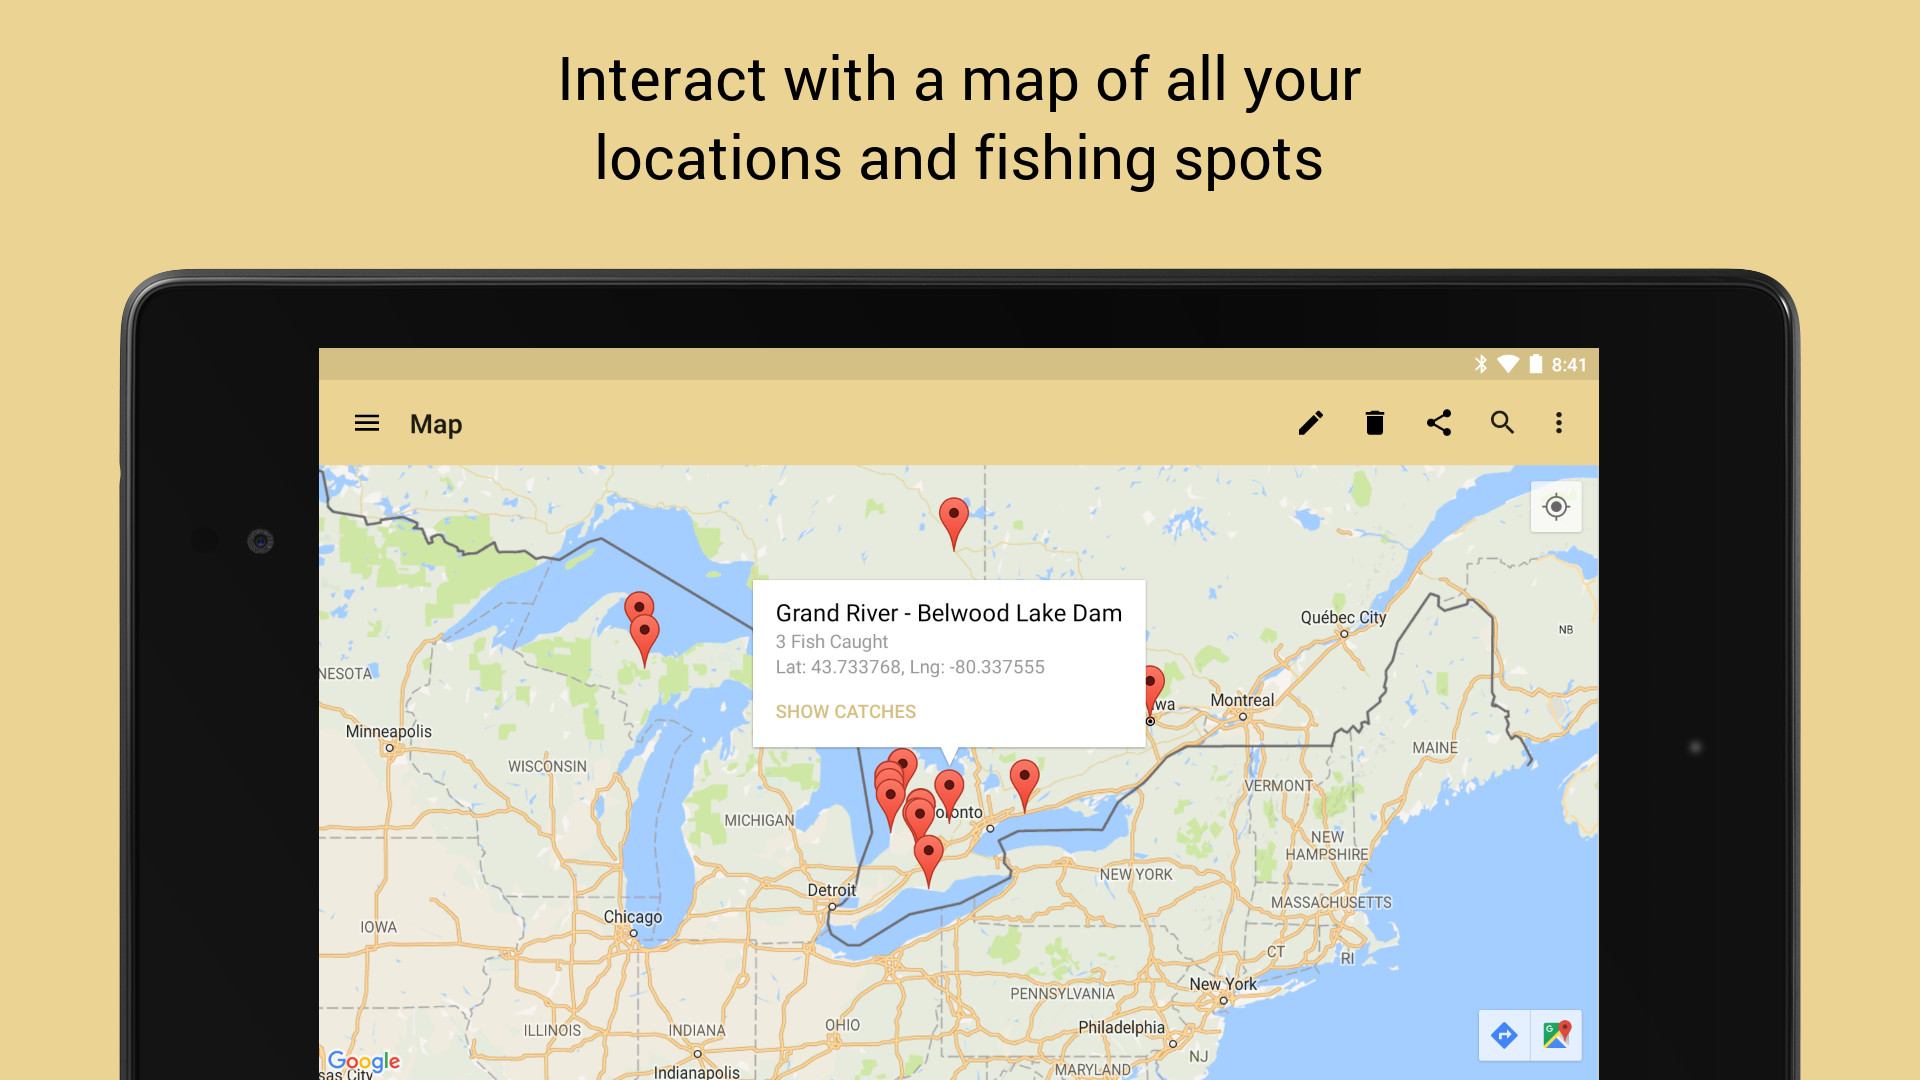 Interact with a map of all your
locations and fishing spots
8:41
Map
Grand River - Belwood Lake Dam
3 Fish Caught
Lat: 43.733768, Lng: -80.337555
SHOW CATCHES
Québec City
NB
NESOTA
wa
Montreal
Minneapolis
MAINE
WISCONSIN
VERMONT
MICHIGAN
oronto
NEW
HAMPSHIRE
NEW YORK
Detroit
MASSACHUSETTS
Chicago
IOWA
CT
RI
New York
PENNSYLVANIA
Philadelphia
ILLINOIS
INDIANA
OHIO
NJ
Google
sas City
Indianapolis
MARYLAND
G